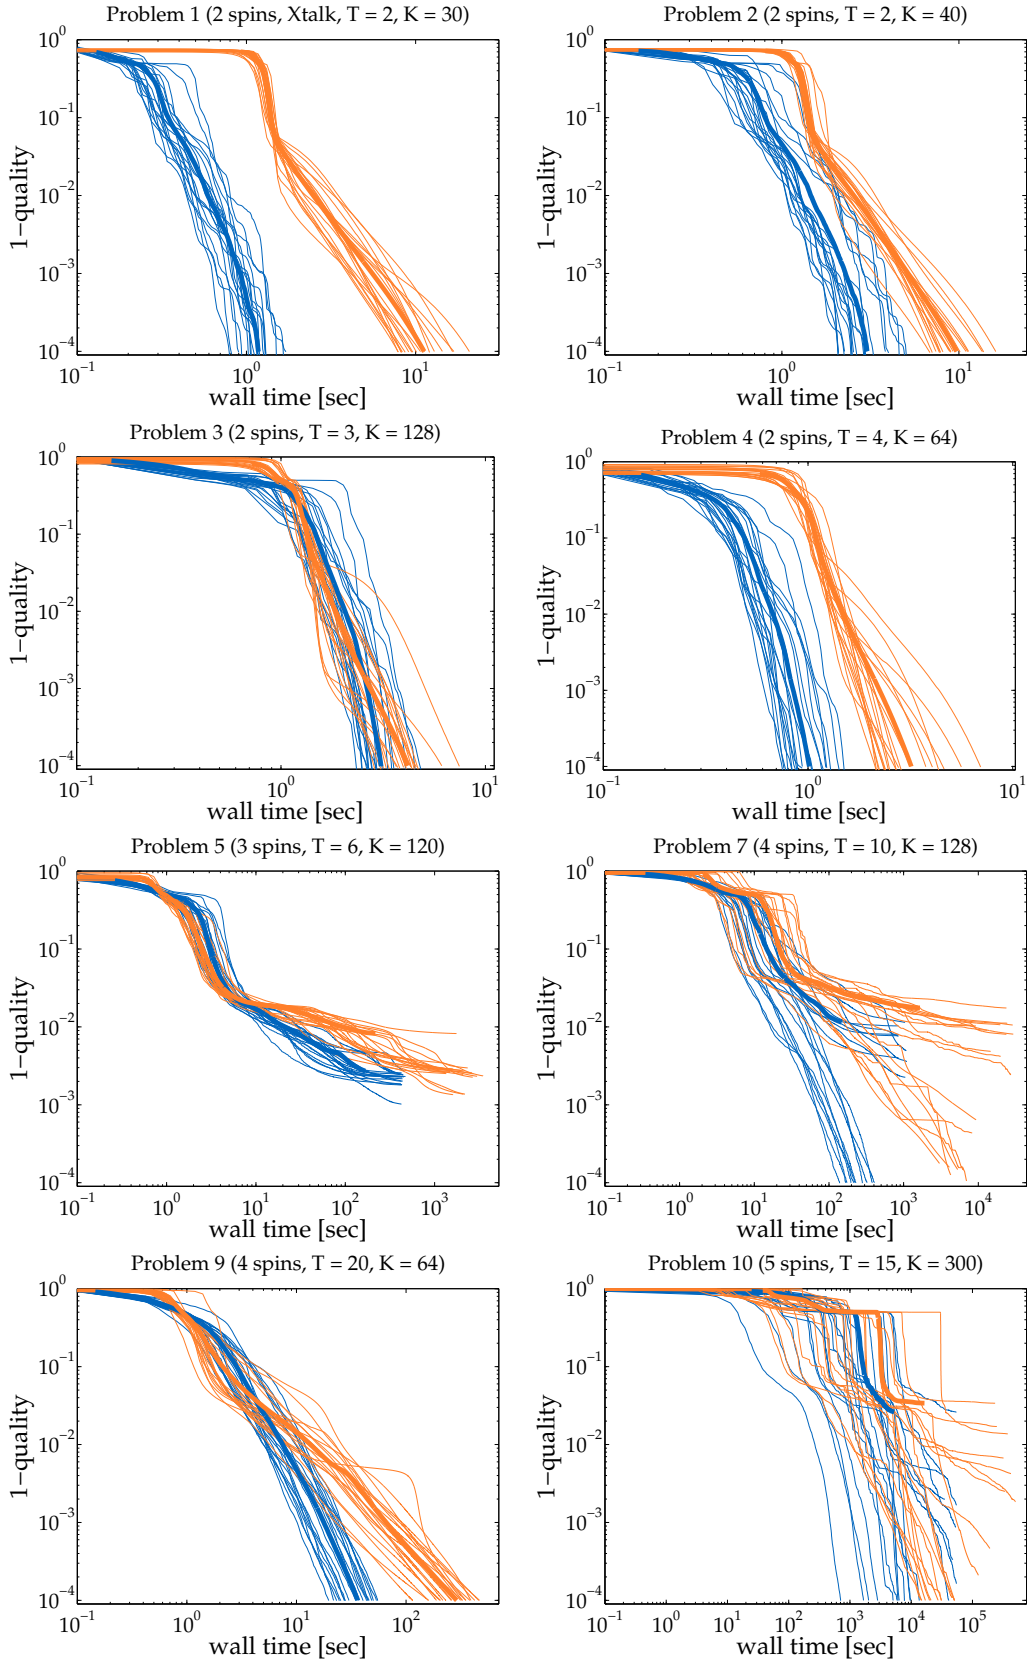 Problem 1 (2 spins, Xtalk, T = 2, K = 30)
10^0
10^−1
10^−2
10^−3
10^−4
1−quality
10^−1 10^0 10^1
wall time [sec]
Problem 2 (2 spins, T = 2, K = 40)
10^0
10^−1
10^−2
10^−3
10^−4
1−quality
10^−1 10^0 10^1
wall time [sec]
Problem 3 (2 spins, T = 3, K = 128)
10^0
10^−1
10^−2
10^−3
10^−4
1−quality
10^−1 10^0 10^1
wall time [sec]
Problem 4 (2 spins, T = 4, K = 64)
10^0
10^−1
10^−2
10^−3
10^−4
1−quality
10^−1 10^0 10^1
wall time [sec]
Problem 5 (3 spins, T = 6, K = 120)
10^0
10^−1
10^−2
10^−3
10^−4
1−quality
10^−1 10^0 10^1 10^2 10^3
wall time [sec]
Problem 7 (4 spins, T = 10, K = 128)
10^0
10^−1
10^−2
10^−3
10^−4
1−quality
10^−1 10^0 10^1 10^2 10^3 10^4
wall time [sec]
Problem 9 (4 spins, T = 20, K = 64)
10^0
10^−1
10^−2
10^−3
10^−4
1−quality
10^−1 10^0 10^1 10^2
wall time [sec]
Problem 10 (5 spins, T = 15, K = 300)
10^0
10^−1
10^−2
10^−3
10^−4
1−quality
10^−1 10^0 10^1 10^2 10^3 10^4 10^5
wall time [sec]